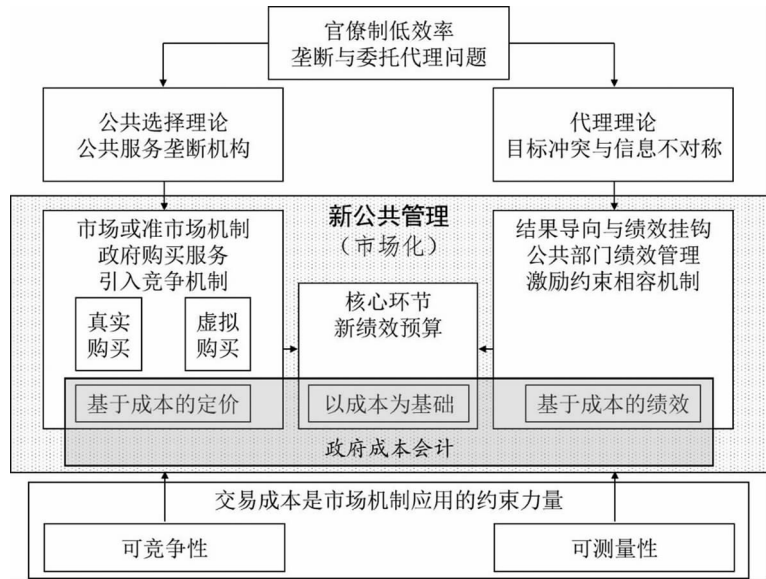 官僚制低效率
垄断与委托代理问题
公共选择理论
公共服务垄断机构
代理理论
目标冲突与信息不对称
新公共管理
（市场化）
市场或准市场机制
政府购买服务
引入竞争机制
真实
购买
虚拟
购买
核心环节
新绩效预算
结果导向与绩效挂钩
公共部门绩效管理
激励约束相容机制
基于成本的定价
以成本为基础
基于成本的绩效
政府成本会计
交易成本是市场机制应用的约束力量
可竞争性
可测量性